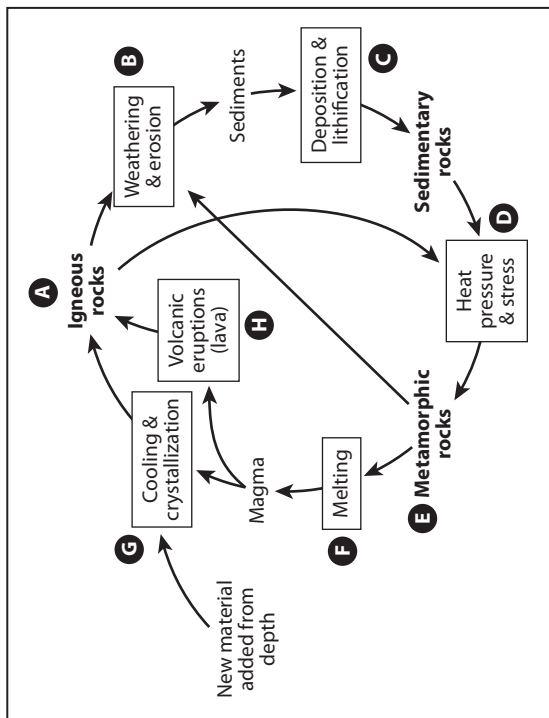 A
Igneous
rocks
B
Weathering
& erosion
Sediments
Deposition &
lithification
C
Sedimentary
rocks
D
Heat
pressure
& stress
E
Metamorphic
rocks
F
Melting
Magma
G
Cooling &
crystallization
H
Volcanic
eruptions
(lava)
New material
added from
depth